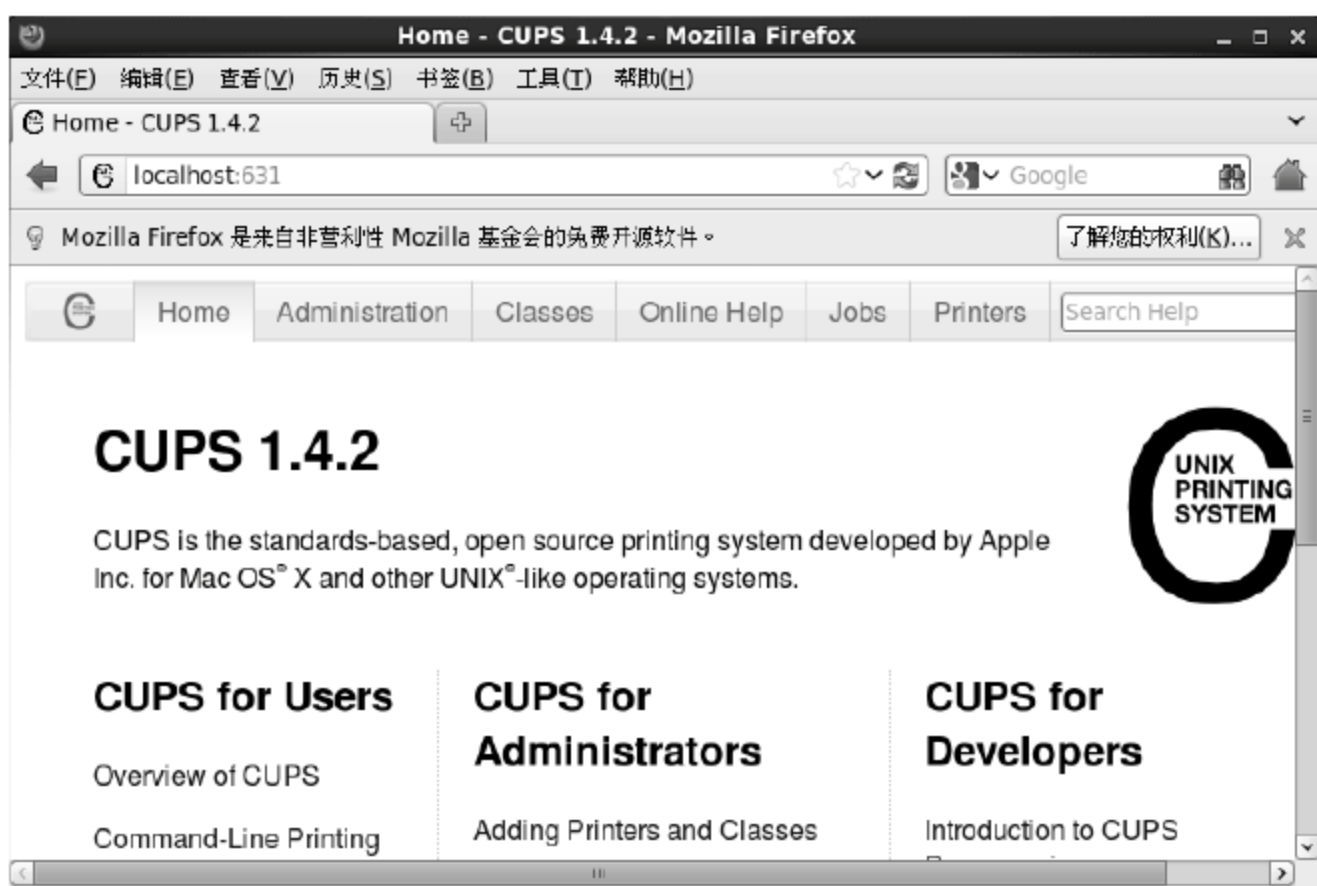 Home - CUPS 1.4.2 - Mozilla Firefox
文件(F) 编辑(E) 查看(V) 历史(S) 书签(B) 工具(T) 帮助(H)
Home - CUPS 1.4.2
localhost:631 Google
Mozilla Firefox 是来自非营利性 Mozilla 基金会的免费开源软件。 了解您的权利(K)...
Home Administration Classes Online Help Jobs Printers Search Help
CUPS 1.4.2
UNIX
PRINTING
SYSTEM
CUPS is the standards-based, open source printing system developed by Apple
Inc. for Mac OS® X and other UNIX®-like operating systems.
CUPS for Users
Overview of CUPS
Command-Line Printing
CUPS for
Administrators
Adding Printers and Classes
CUPS for
Developers
Introduction to CUPS